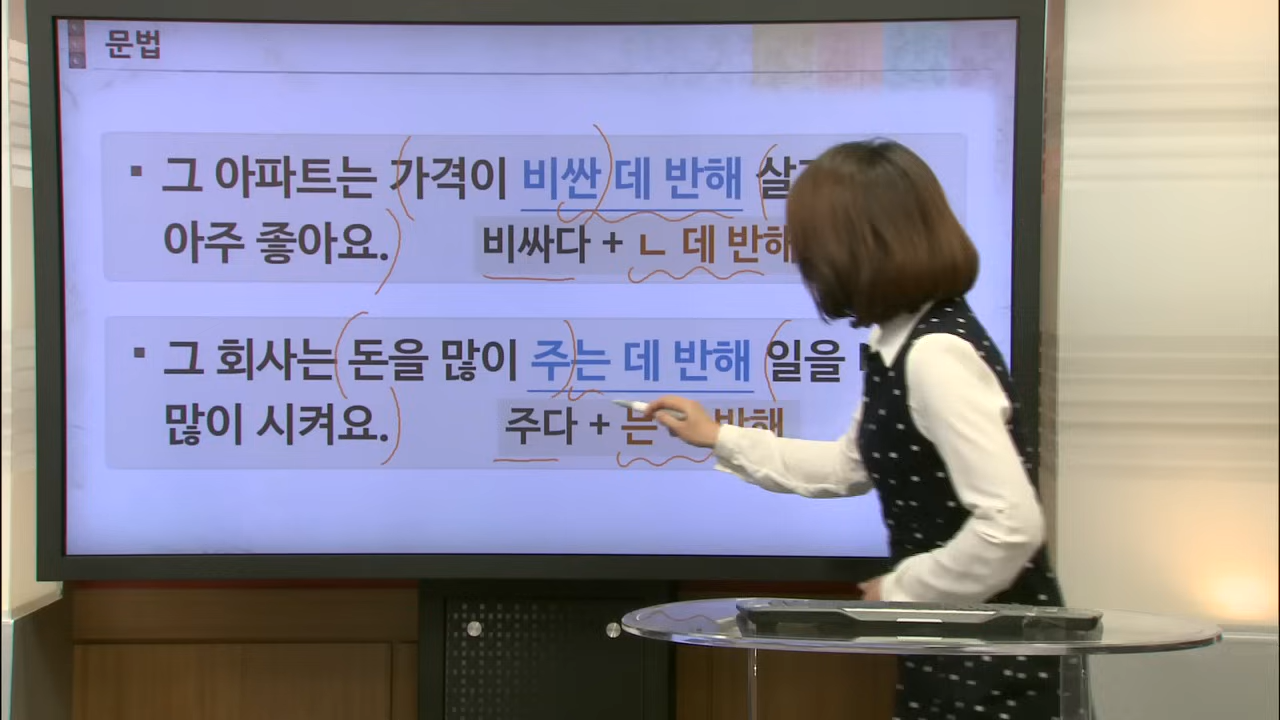 문법
▪ 그 아파트는 가격이 비싼 데 반해
아주 좋아요.
비싸다 + ㄴ 데 반해
▪ 그 회사는 돈을 많이 주는 데 반해 일을
많이 시켜요.
주다 + 는 반해